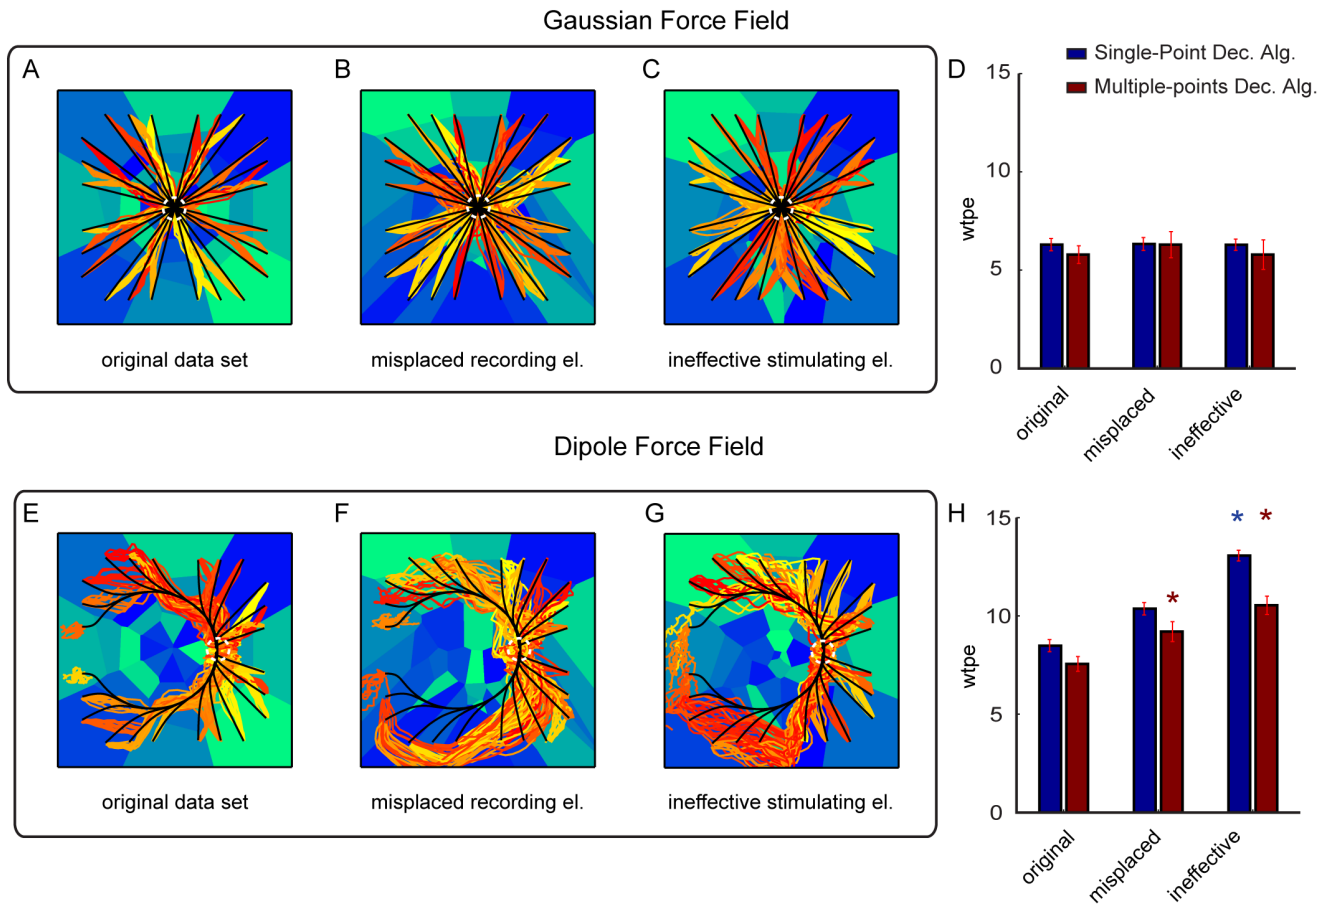 Gaussian Force Field
A
B
C
D
Single-Point Dec. Alg.
Multiple-points Dec. Alg.
original data set
misplaced recording el.
ineffective stimulating el.
15
10
5
0
wtpe
original
misplaced
ineffective
Dipole Force Field
E
F
G
H
original data set
misplaced recording el.
ineffective stimulating el.
15
10
5
0
wtpe
*
*
*
original
misplaced
ineffective